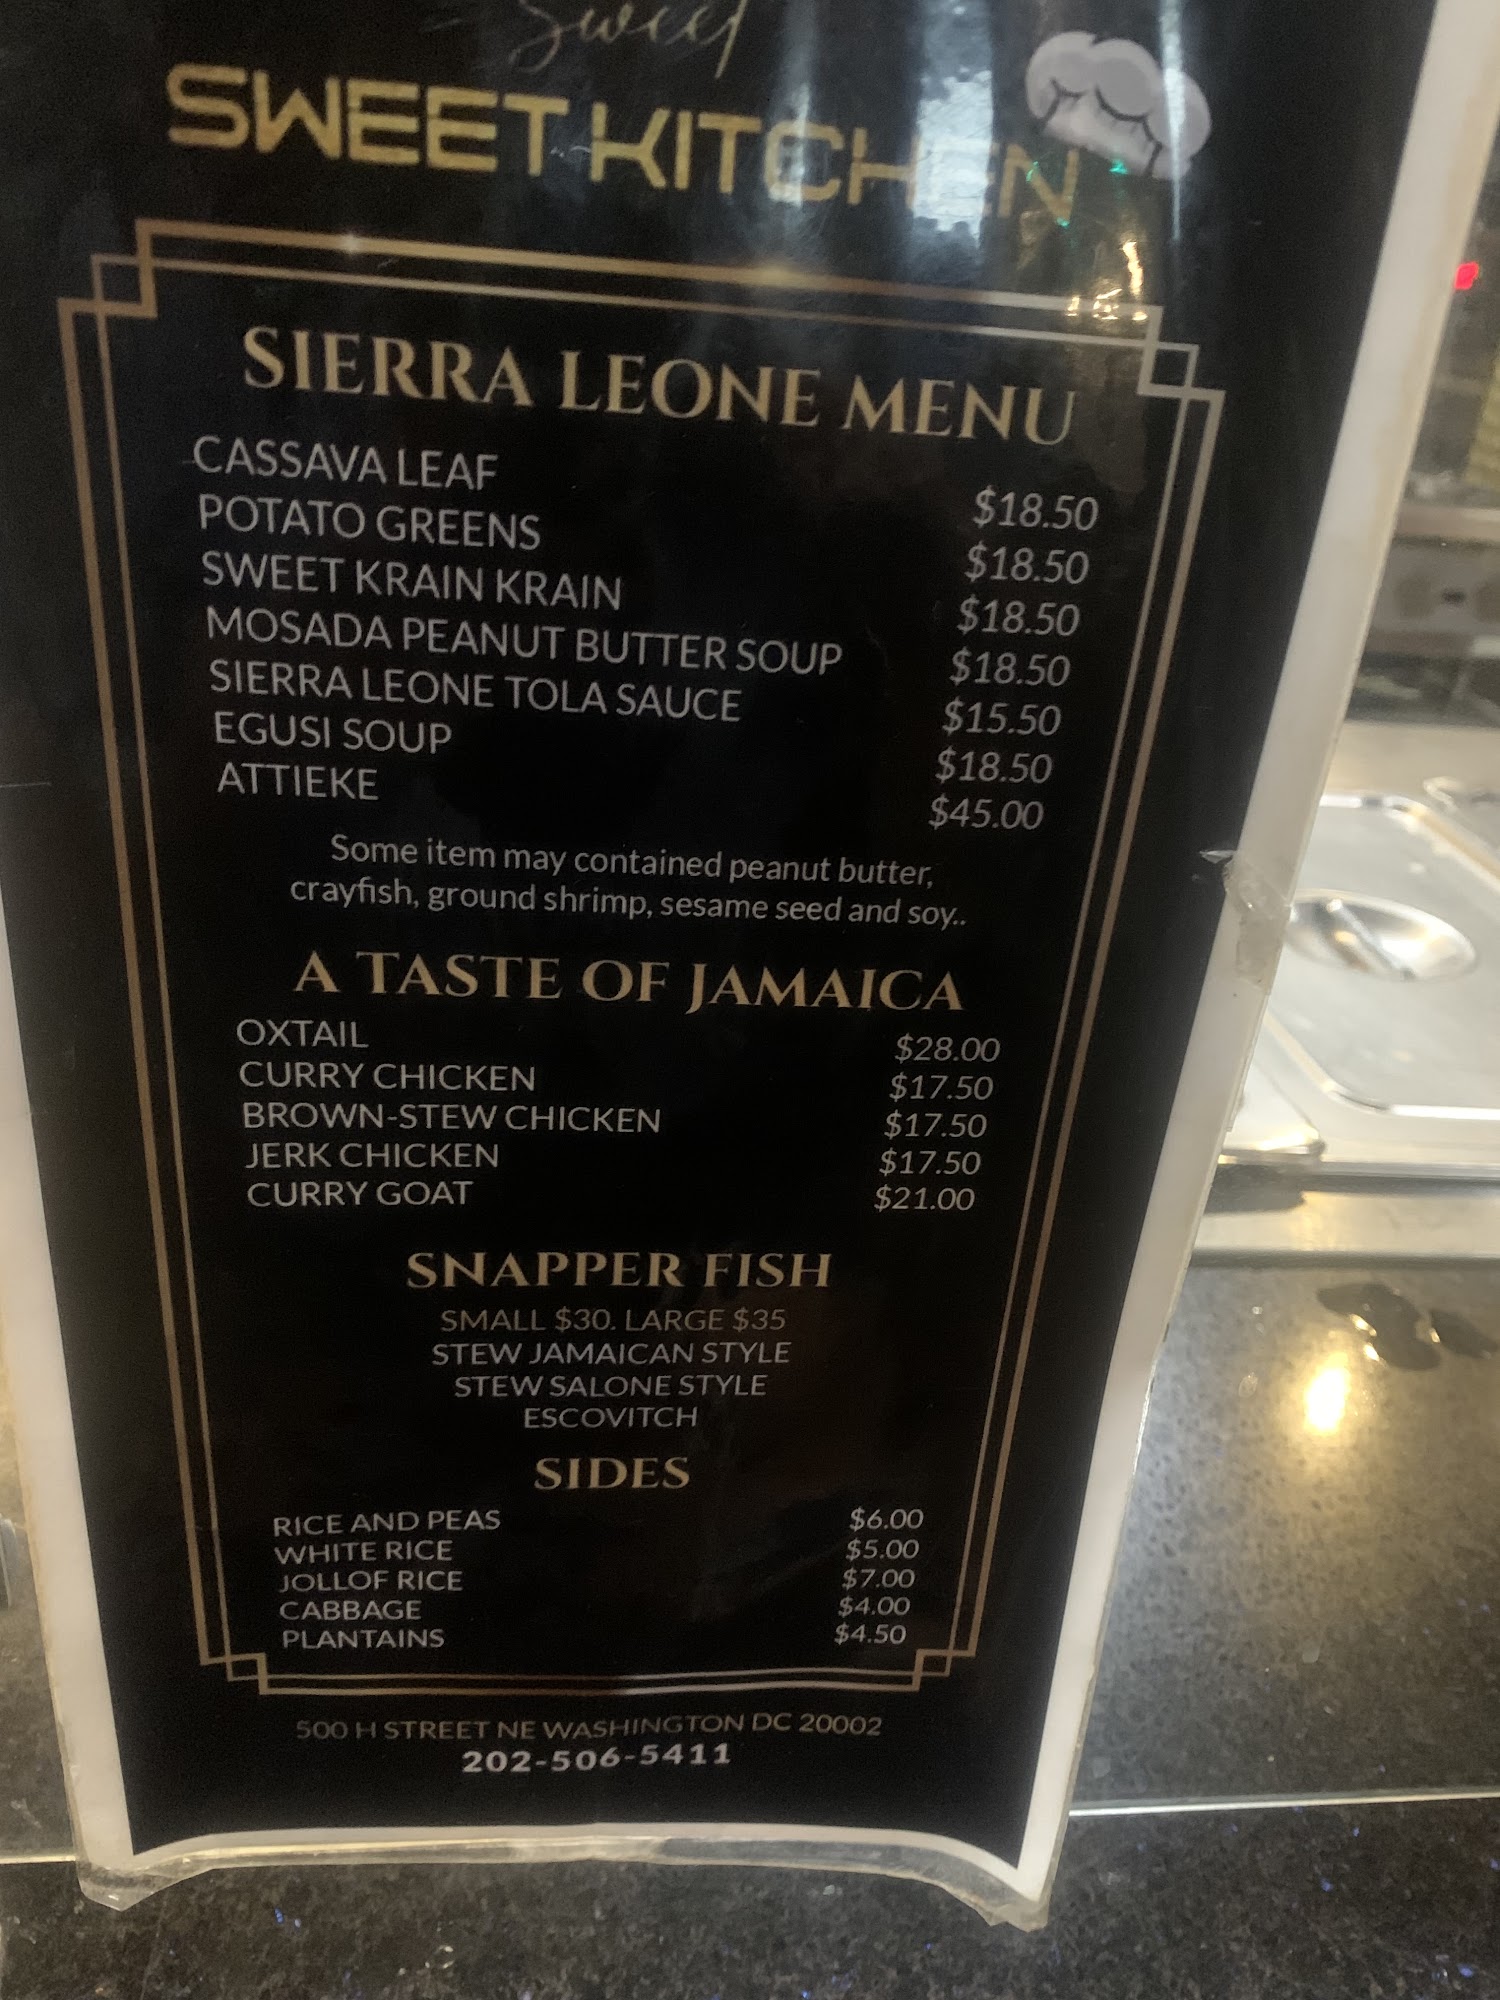 Sweet
SWEET KITCHEN
SIERRA LEONE MENU
CASSAVA LEAF $18.50
POTATO GREENS $18.50
SWEET KRAIN KRAIN $18.50
MOSADA PEANUT BUTTER SOUP $18.50
SIERRA LEONE TOLA SAUCE $15.50
EGUSI SOUP $18.50
ATTIEKE $45.00
Some item may contained peanut butter,
crayfish, ground shrimp, sesame seed and soy..
A TASTE OF JAMAICA
OXTAIL $28.00
CURRY CHICKEN $17.50
BROWN-STEW CHICKEN $17.50
JERK CHICKEN $17.50
CURRY GOAT $21.00
SNAPPER FISH
SMALL $30. LARGE $35
STEW JAMAICAN STYLE
STEW SALONE STYLE
ESCOVITCH
SIDES
RICE AND PEAS $6.00
WHITE RICE $5.00
JOLLOF RICE $7.00
CABBAGE $4.00
PLANTAINS $4.50
500 H STREET NE WASHINGTON DC 20002
202-506-5411